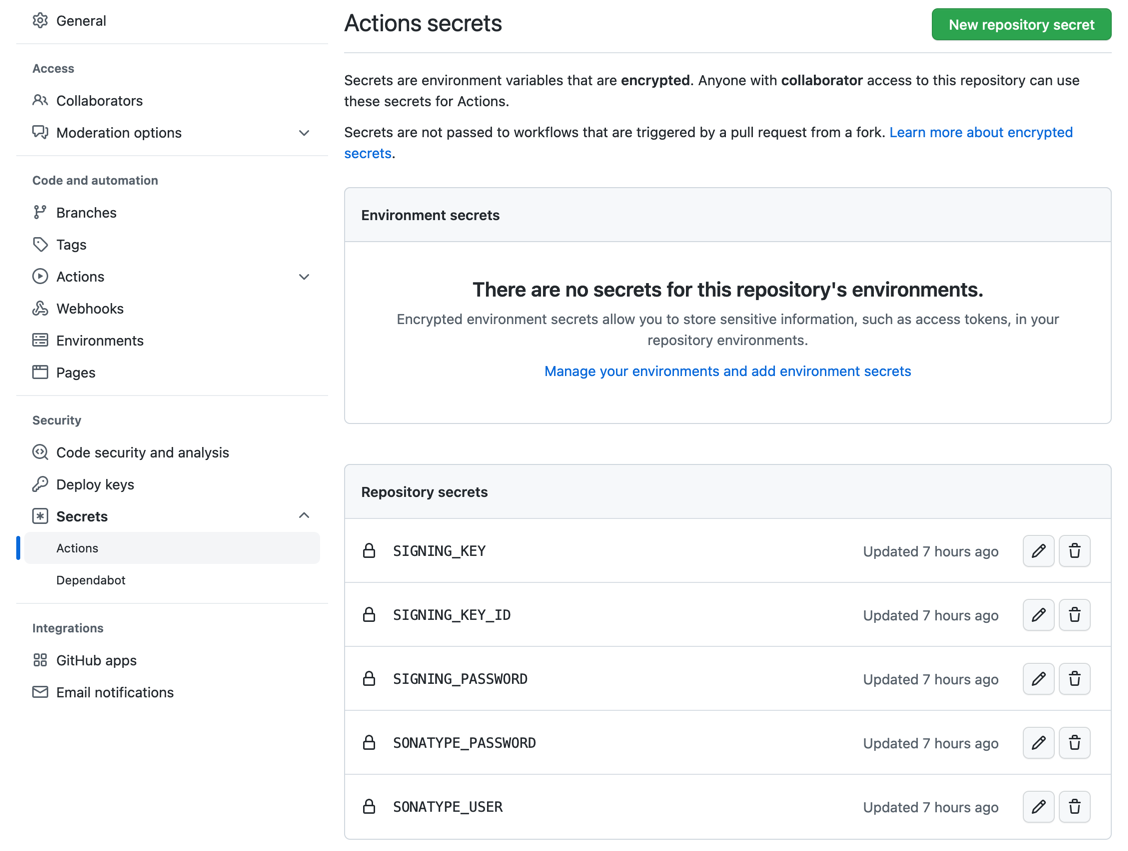 General
Access
Collaborators
Moderation options
Code and automation
Branches
Tags
Actions
Webhooks
Environments
Pages
Security
Code security and analysis
Deploy keys
Secrets
Actions
Dependabot
Integrations
GitHub apps
Email notifications
Actions secrets
New repository secret
Secrets are environment variables that are encrypted. Anyone with collaborator access to this repository can use
these secrets for Actions.
Secrets are not passed to workflows that are triggered by a pull request from a fork. Learn more about encrypted
secrets.
Environment secrets
There are no secrets for this repository's environments.
Encrypted environment secrets allow you to store sensitive information, such as access tokens, in your
repository environments.
Manage your environments and add environment secrets
Repository secrets
SIGNING_KEY Updated 7 hours ago
SIGNING_KEY_ID Updated 7 hours ago
SIGNING_PASSWORD Updated 7 hours ago
SONATYPE_PASSWORD Updated 7 hours ago
SONATYPE_USER Updated 7 hours ago